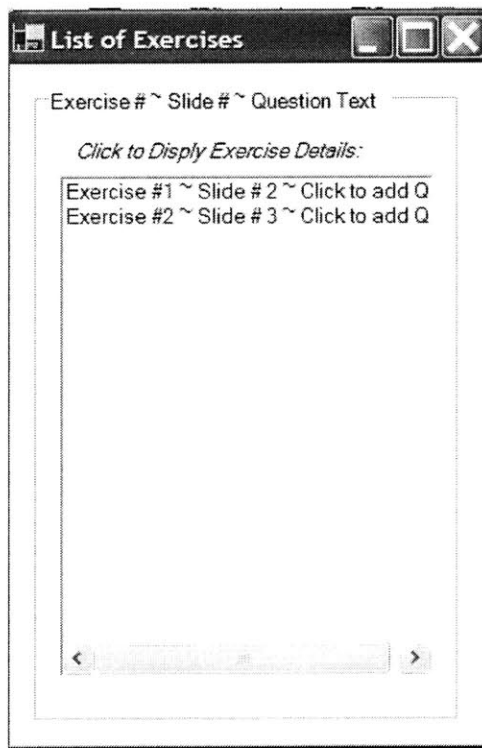 List of Exercises
Exercise # ~ Slide # ~ Question Text
Click to Disply Exercise Details:
Exercise #1 ~ Slide # 2 ~ Click to add Q
Exercise #2 ~ Slide # 3 ~ Click to add Q